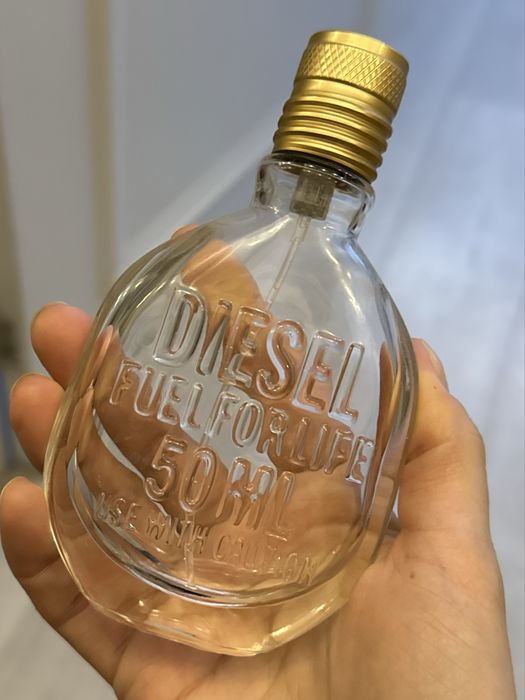 DIESEL
FUEL FOR LIFE
50 ML
USE WITH CAUTION